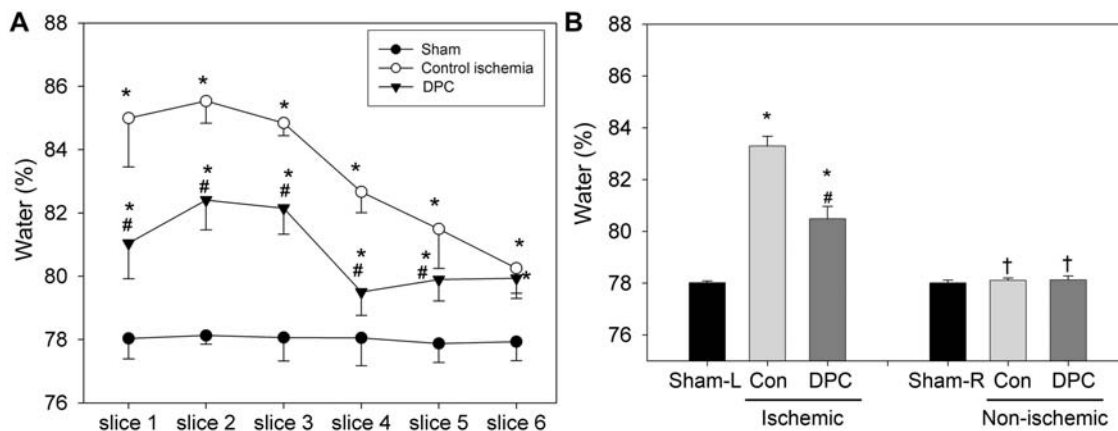 A
88
86
84
82
80
78
76
Water (%)
Sham
Control ischemia
DPC
* * * * * *
* * * * * *
# # # # #
slice 1 slice 2 slice 3 slice 4 slice 5 slice 6
B
88
86
84
82
80
78
76
Water (%)
*
*
#
† †
Sham-L Con DPC Sham-R Con DPC
Ischemic Non-ischemic